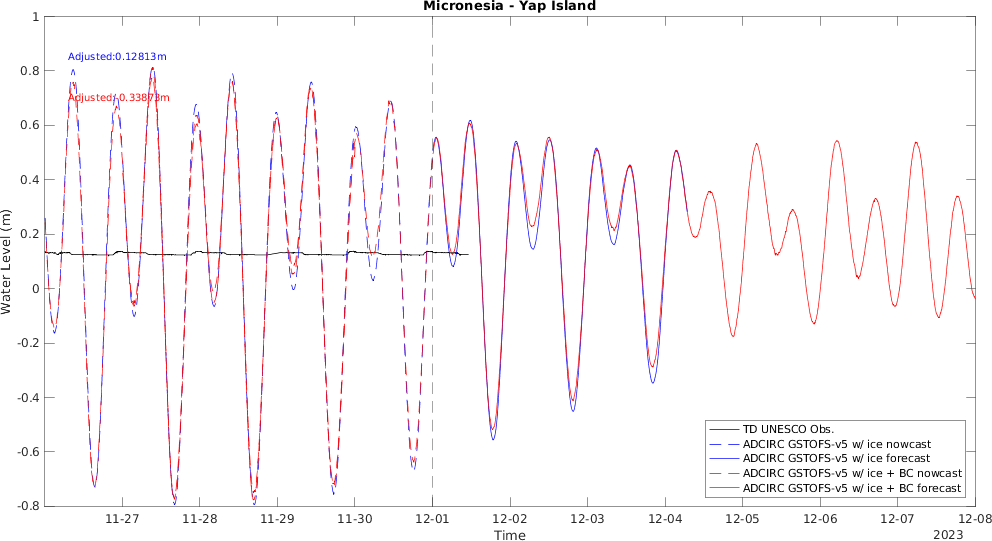 Micronesia - Yap Island
Adjusted:0.12813m
Adjusted:-0.33873m
Water Level (m)
1
0.8
0.6
0.4
0.2
0
-0.2
-0.4
-0.6
-0.8
11-27
11-28
11-29
11-30
12-01
12-02
12-03
12-04
12-05
12-06
12-07
12-08
Time
2023
TD UNESCO Obs.
ADCIRC GSTOFS-v5 w/ ice nowcast
ADCIRC GSTOFS-v5 w/ ice forecast
ADCIRC GSTOFS-v5 w/ ice + BC nowcast
ADCIRC GSTOFS-v5 w/ ice + BC forecast